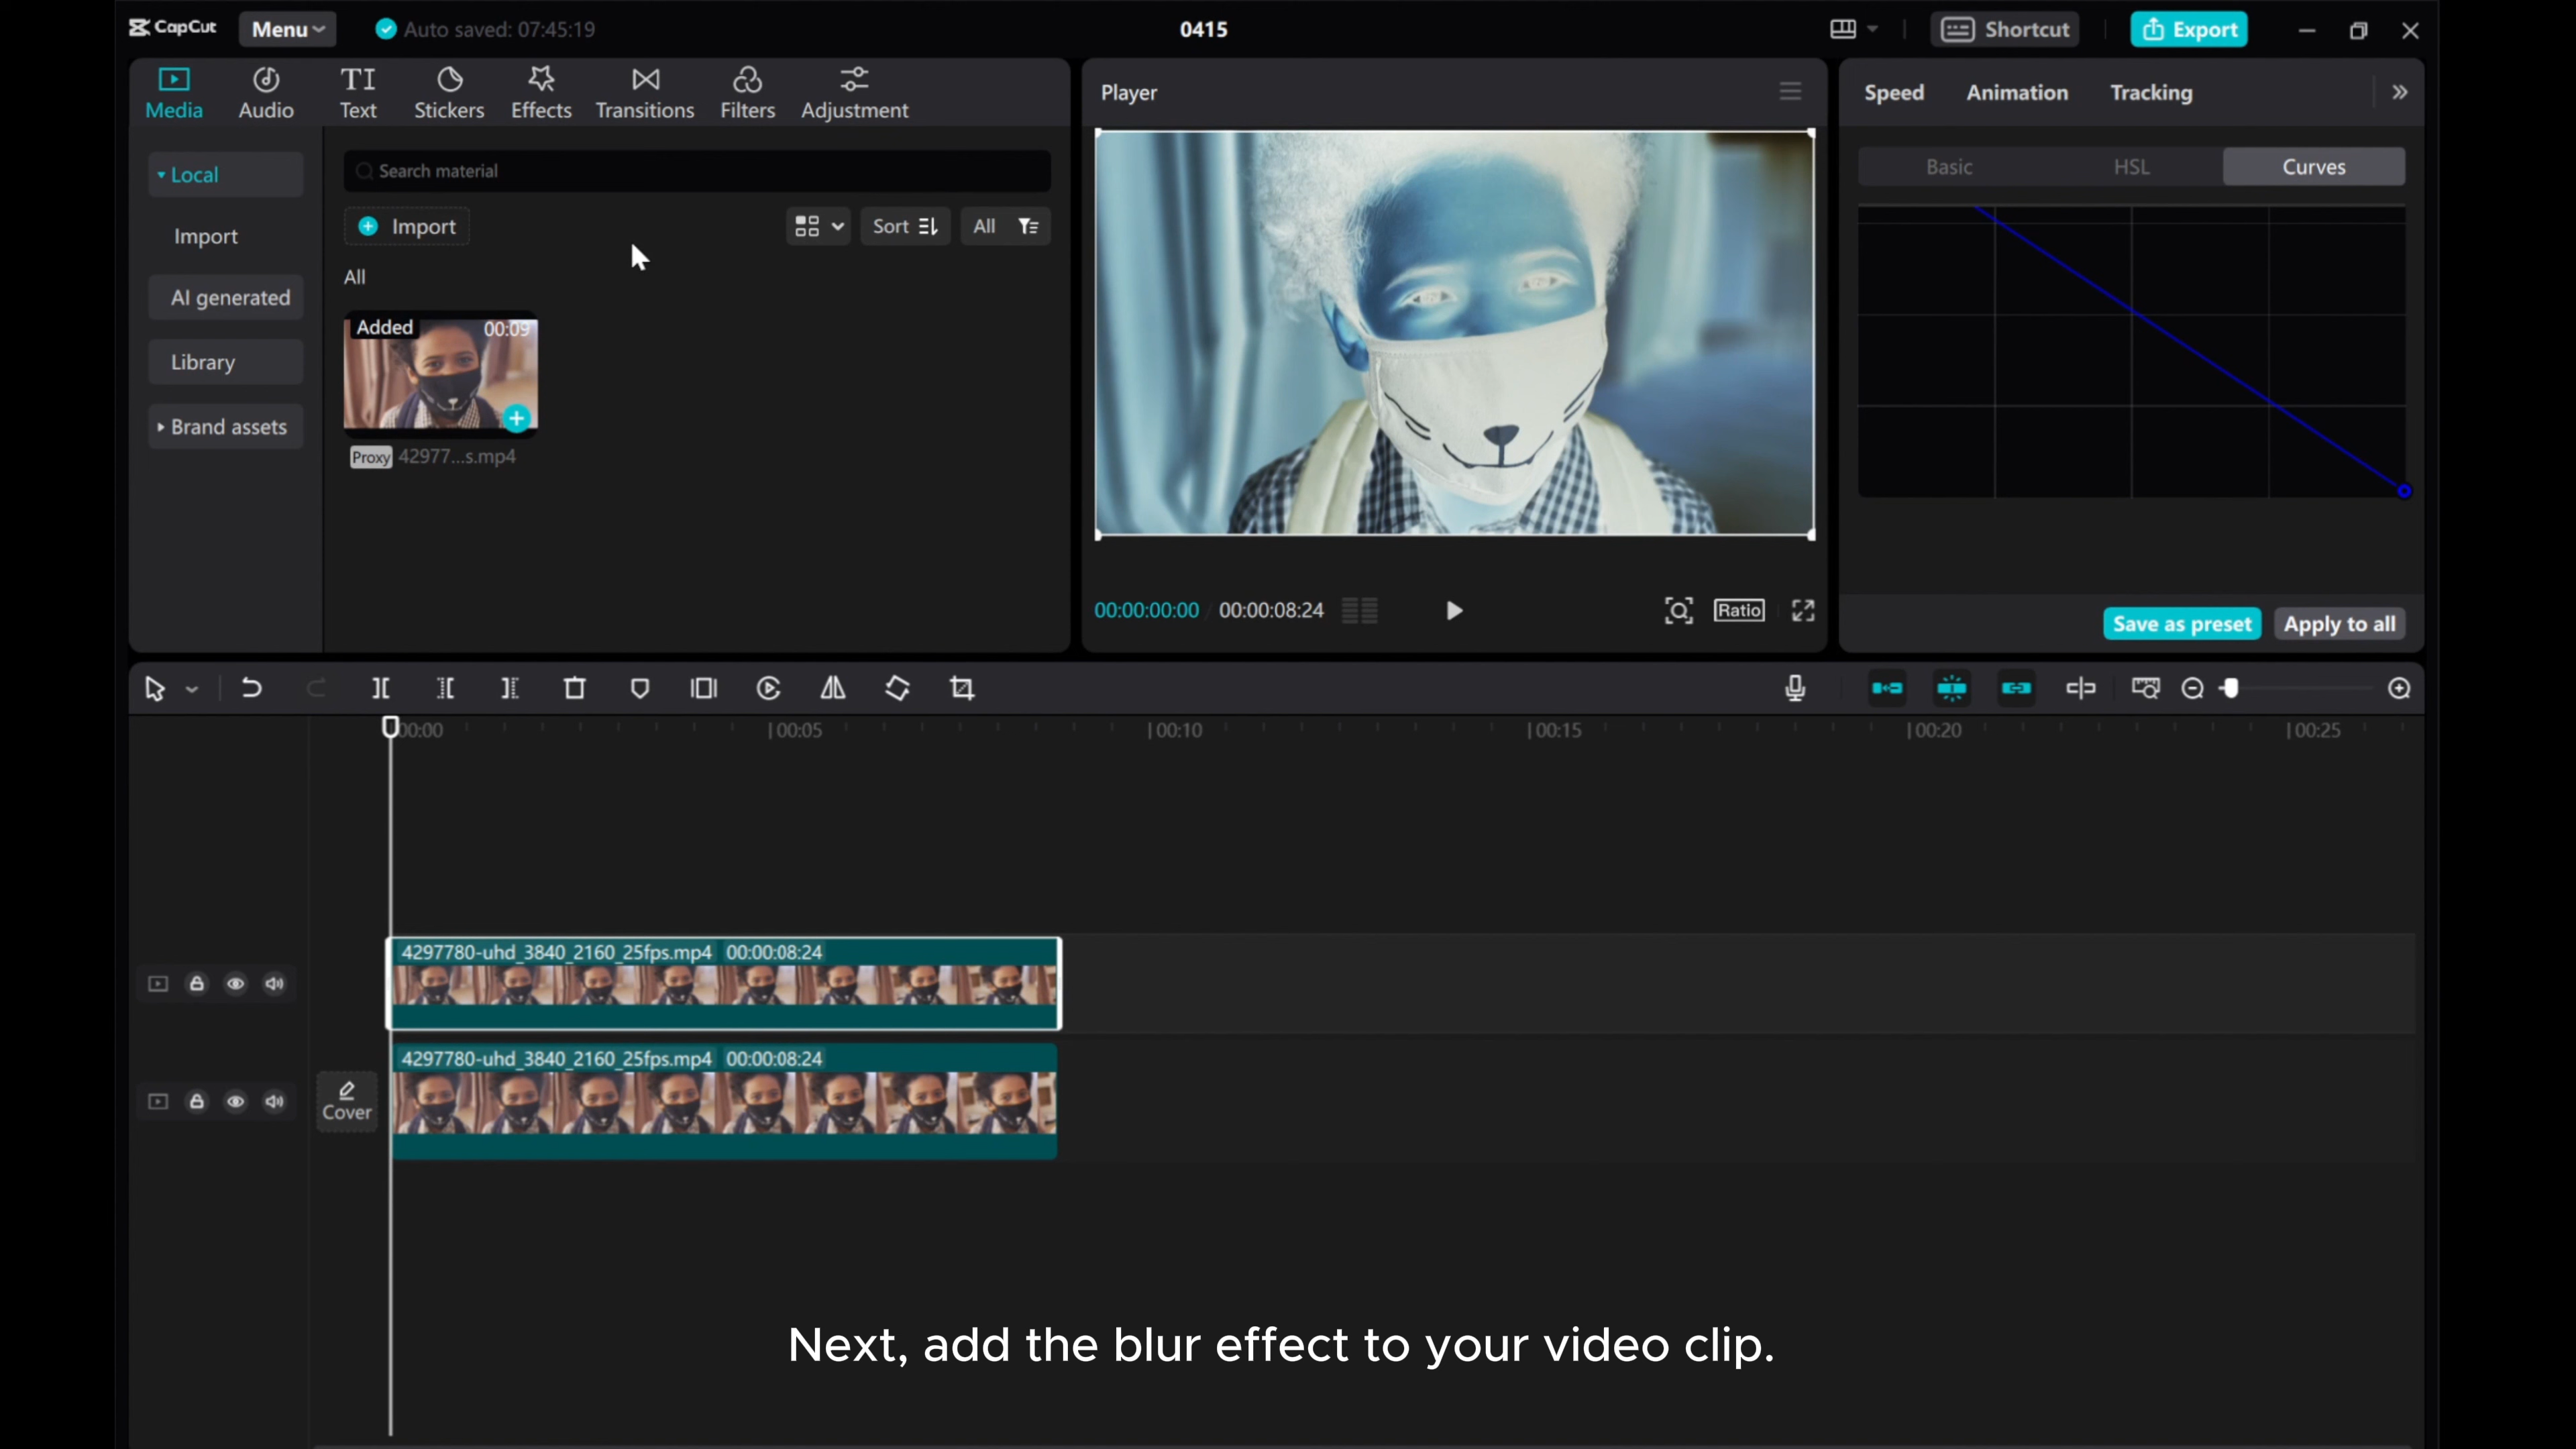 CapCut
Menu
Auto saved: 07:45:19
0415
Shortcut
Export
Media
Audio
Text
Stickers
Effects
Transitions
Filters
Adjustment
Local
Import
AI generated
Library
Brand assets
Search material
Import
Sort
All
All
Added
00:09
Proxy
42977...s.mp4
Player
00:00:00:00
00:00:08:24
Ratio
Speed
Animation
Tracking
Basic
HSL
Curves
Save as preset
Apply to all
00:00
00:05
00:10
00:15
00:20
00:25
4297780-uhd_3840_2160_25fps.mp4 00:00:08:24
4297780-uhd_3840_2160_25fps.mp4 00:00:08:24
Cover
Next, add the blur effect to your video clip.